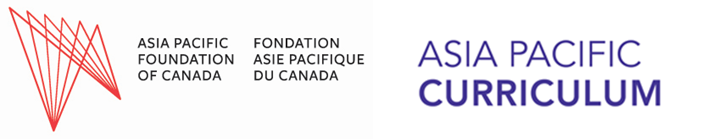 ASIA PACIFIC
FOUNDATION
OF CANADA
FONDATION
ASIE PACIFIQUE
DU CANADA
ASIA PACIFIC
CURRICULUM